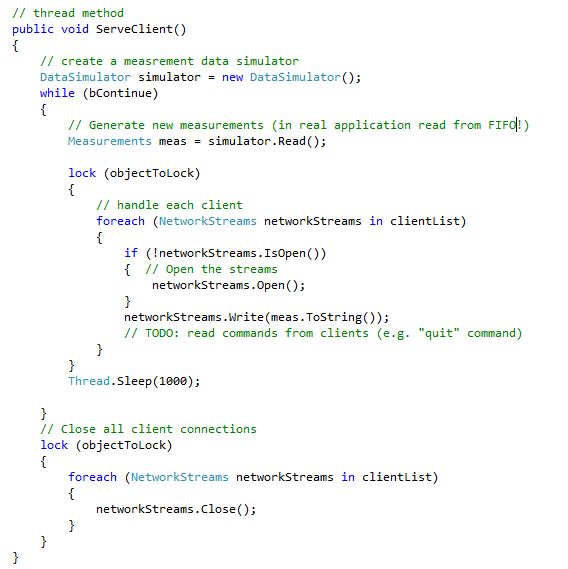 // thread method
public void ServeClient()
{
    // create a measrement data simulator
    DataSimulator simulator = new DataSimulator();
    while (bContinue)
    {
        // Generate new measurements (in real application read from FIFO!)
        Measurements meas = simulator.Read();

        lock (objectToLock)
        {
            // handle each client
            foreach (NetworkStreams networkStreams in clientList)
            {
                if (!networkStreams.IsOpen())
                {  // Open the streams
                    networkStreams.Open();
                }
                networkStreams.Write(meas.ToString());
                // TODO: read commands from clients (e.g. "quit" command)
            }
        }
        Thread.Sleep(1000);

    }
    // Close all client connections
    lock (objectToLock)
    {
        foreach (NetworkStreams networkStreams in clientList)
        {
            networkStreams.Close();
        }
    }
}